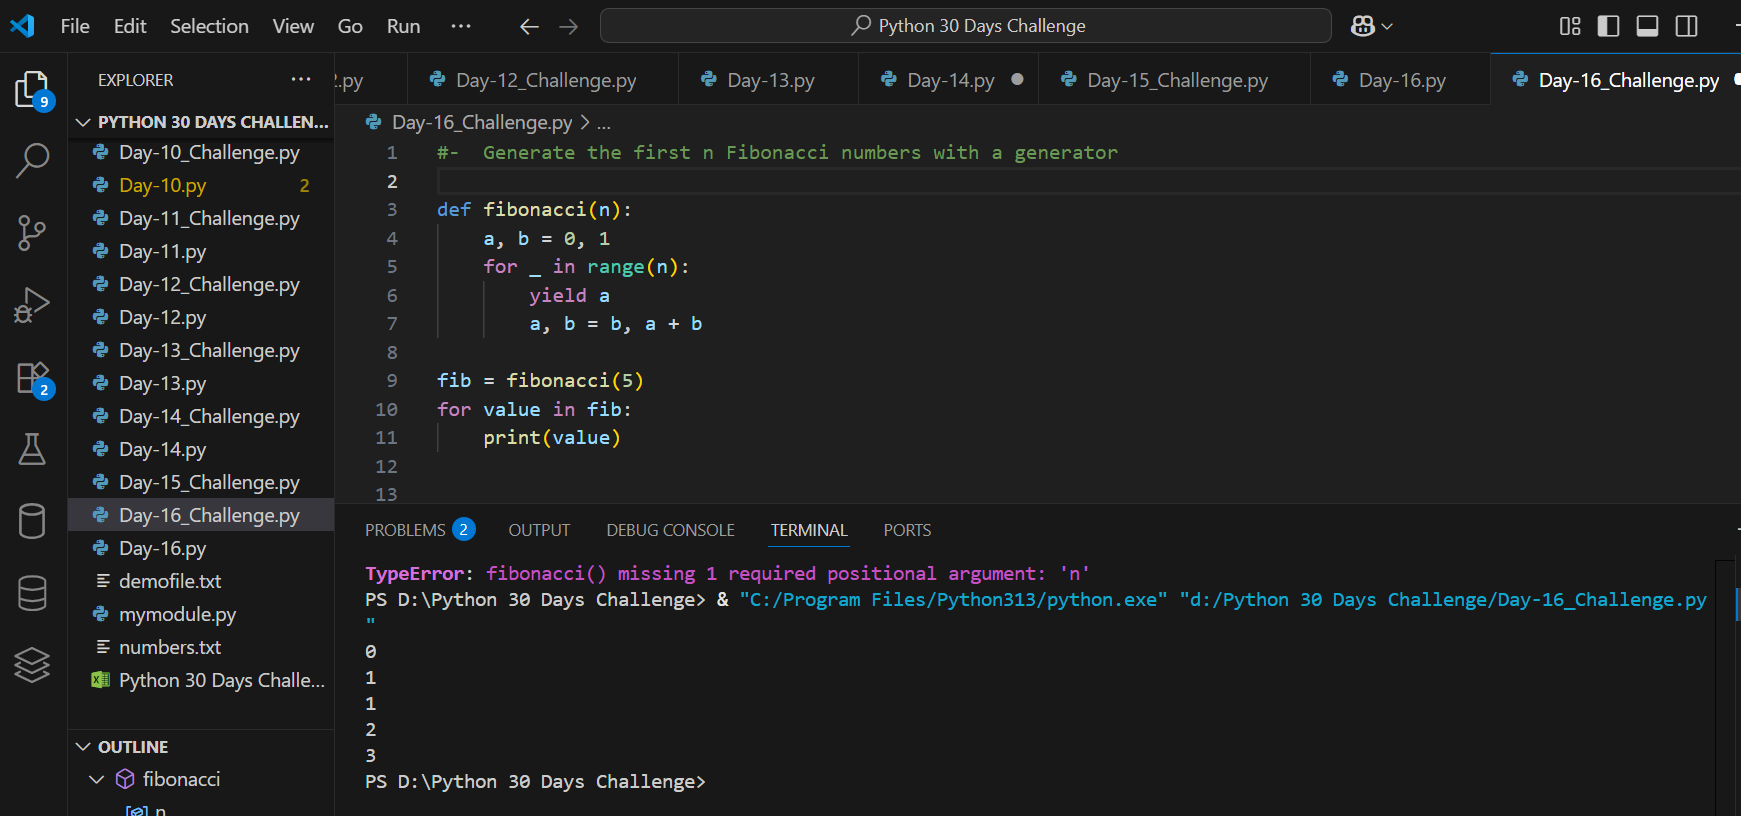 File Edit Selection View Go Run ··· Python 30 Days Challenge
EXPLORER ···
9
2
PYTHON 30 DAYS CHALLEN...
Day-10_Challenge.py
Day-10.py 2
Day-11_Challenge.py
Day-11.py
Day-12_Challenge.py
Day-12.py
Day-13_Challenge.py
Day-13.py
Day-14_Challenge.py
Day-14.py
Day-15_Challenge.py
Day-16_Challenge.py
Day-16.py
demofile.txt
mymodule.py
numbers.txt
Python 30 Days Challe...
OUTLINE
fibonacci
n
2.py Day-12_Challenge.py Day-13.py Day-14.py Day-15_Challenge.py Day-16.py Day-16_Challenge.py
Day-16_Challenge.py > ...
1 #-  Generate the first n Fibonacci numbers with a generator
2
3 def fibonacci(n):
4     a, b = 0, 1
5     for _ in range(n):
6         yield a
7         a, b = b, a + b
8
9 fib = fibonacci(5)
10 for value in fib:
11     print(value)
12
13
PROBLEMS 2 OUTPUT DEBUG CONSOLE TERMINAL PORTS
TypeError: fibonacci() missing 1 required positional argument: 'n'
PS D:\Python 30 Days Challenge> & "C:/Program Files/Python313/python.exe" "d:/Python 30 Days Challenge/Day-16_Challenge.py
"
0
1
1
2
3
PS D:\Python 30 Days Challenge>